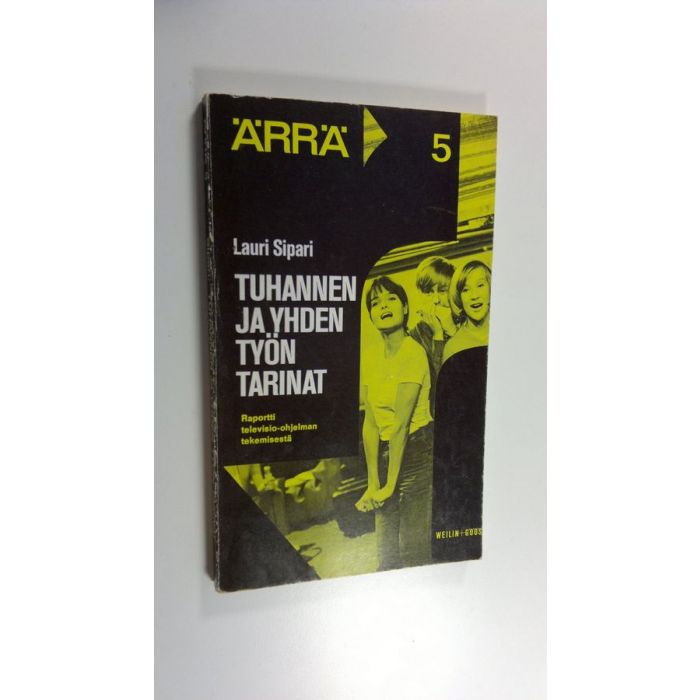 ÄRRÄ 5
Lauri Sipari
TUHANNEN
JA YHDEN
TYÖN
TARINAT
Raportti
televisio-ohjelman
tekemisestä
WEILIN+GÖÖS